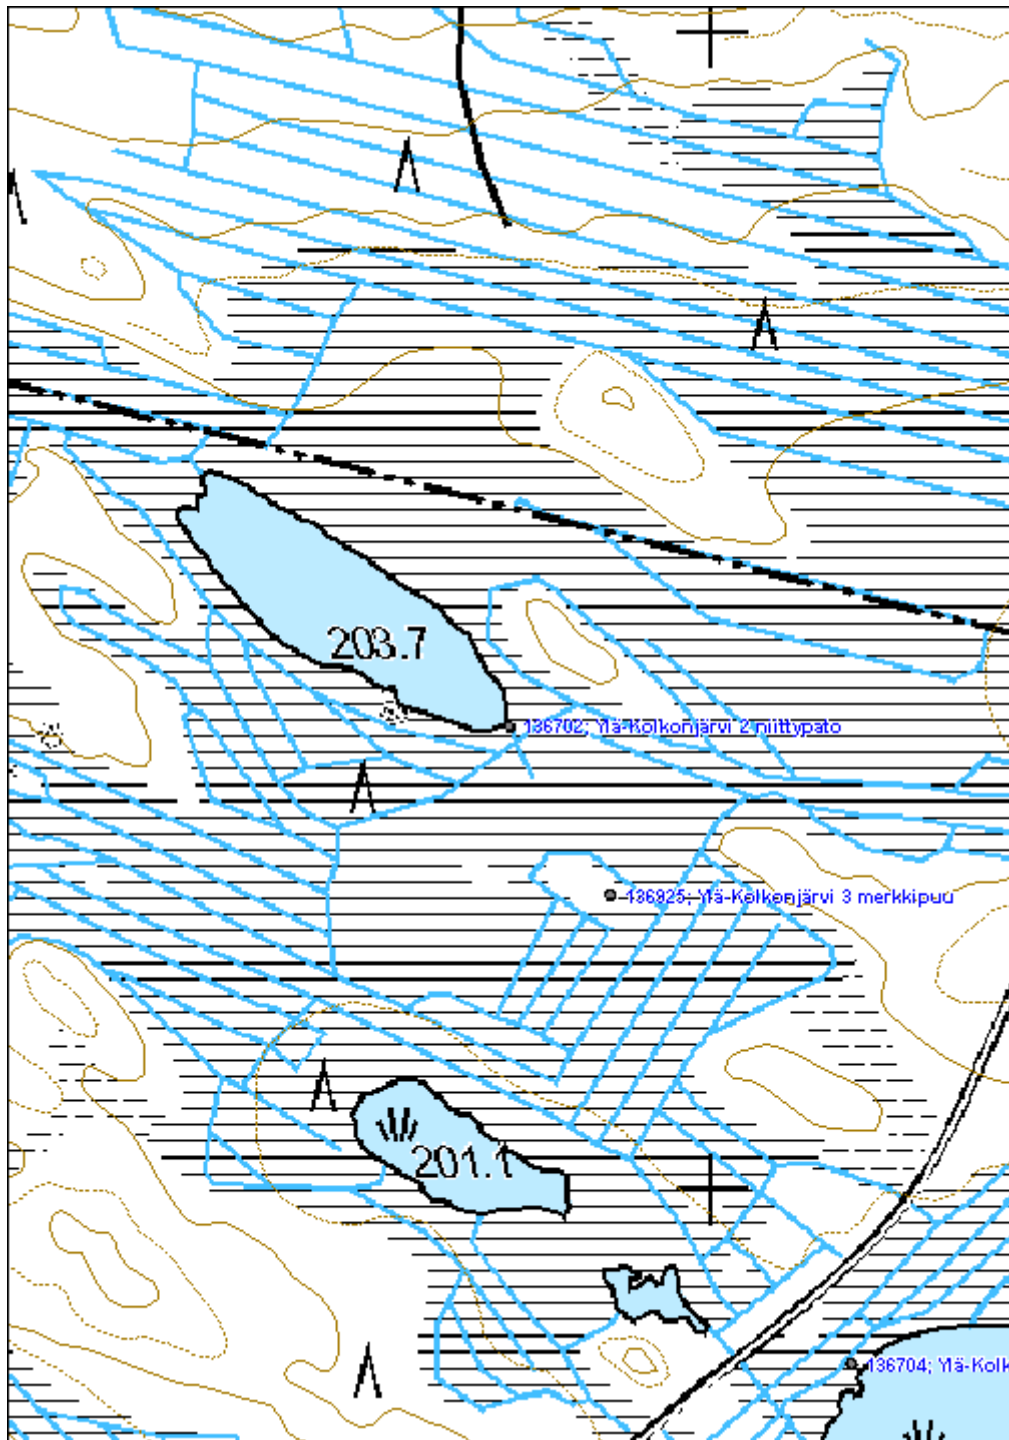 203.7
136702; Ylä-Kolkonjärvi 2 niittypato
136925; Ylä-Kolkonjärvi 3 merkkipuu
201.1
136704; Ylä-Kolk